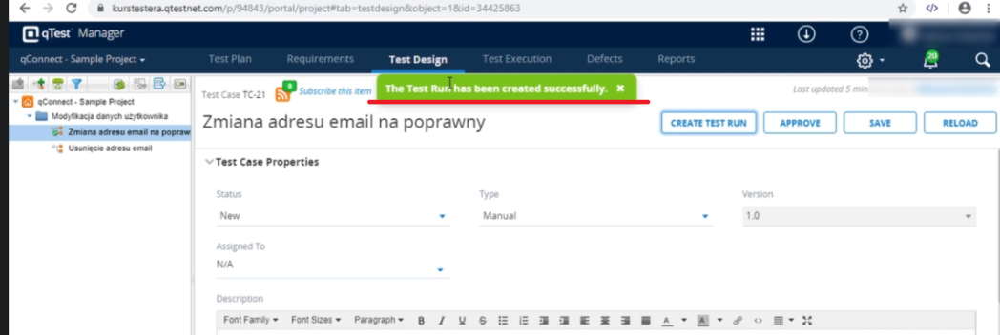 kurstestera.qtestnet.com/p/94843/portal/project#tab=testdesign&object=1&id=34425863
qTest Manager
qConnect - Sample Project
Test Plan
Requirements
Test Design
Test Execution
Defects
Reports
20
qConnect - Sample Project
Modyfikacja danych użytkownika
Zmiana adresu email na popraw
Usunięcie adresu email
Test Case TC-21
0
Subscribe this item
The Test Run has been created successfully.
Last updated 5 min
Zmiana adresu email na poprawny
CREATE TEST RUN
APPROVE
SAVE
RELOAD
Test Case Properties
Status
Type
Version
New
Manual
1.0
Assigned To
N/A
Description
Font Family
Font Sizes
Paragraph
B I U S
A
A